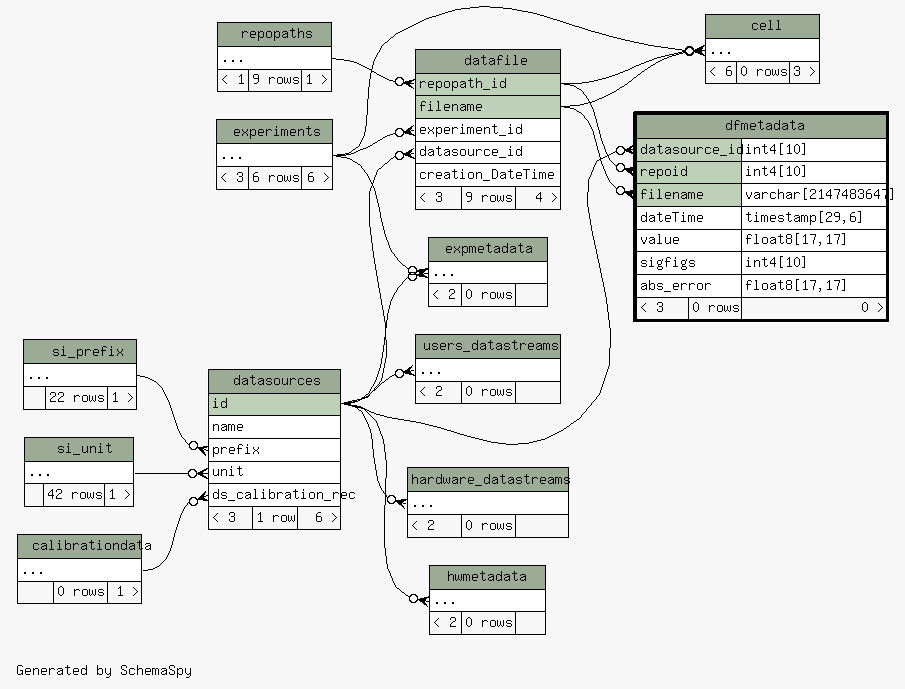 repopaths
...
< 1 9 rows 1 >
experiments
...
< 3 6 rows 6 >
datafile
repopath_id
filename
experiment_id
datasource_id
creation_DateTime
< 3 9 rows 4 >
cell
...
< 6 0 rows 3 >
dfmetadata
datasource_id int4[10]
repoid int4[10]
filename varchar[2147483647]
dateTime timestamp[29,6]
value float8[17,17]
sigfigs int4[10]
abs_error float8[17,17]
< 3 0 rows 0 >
expmetadata
...
< 2 0 rows
users_datastreams
...
< 2 0 rows
si_prefix
...
22 rows 1 >
si_unit
...
42 rows 1 >
calibrationdata
...
0 rows 1 >
datasources
id
name
prefix
unit
ds_calibration_rec
< 3 1 row 6 >
hardware_datastreams
...
< 2 0 rows
hwmetadata
...
< 2 0 rows
Generated by SchemaSpy